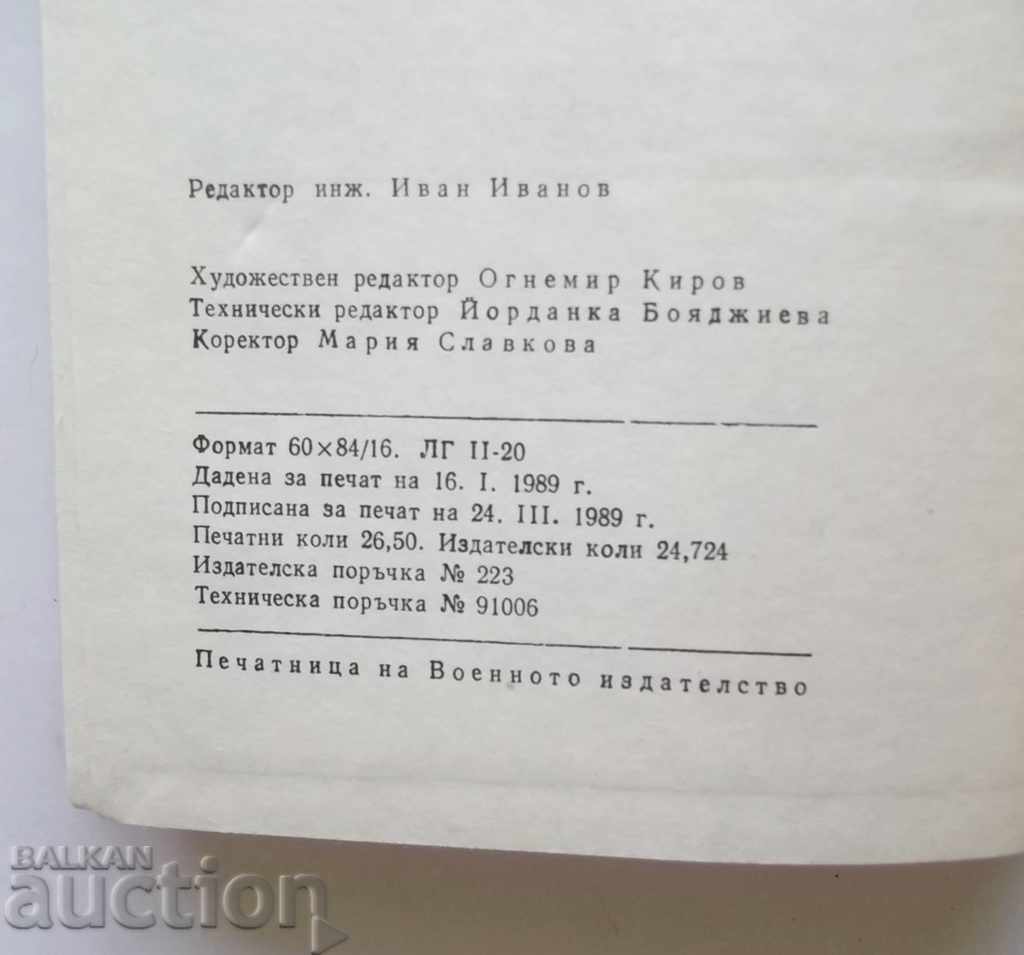 Редактор инж. Иван Иванов
Художествен редактор Огнемир Киров
Технически редактор Йорданка Бояджиева
Коректор Мария Славкова
Формат 60×84/16. ЛГ II-20
Дадена за печат на 16. I. 1989 г.
Подписана за печат на 24. III. 1989 г.
Печатни коли 26,50. Издателски коли 24,724
Издателска поръчка № 223
Техническа поръчка № 91006
Печатница на Военното издателство
BALKAN
auction